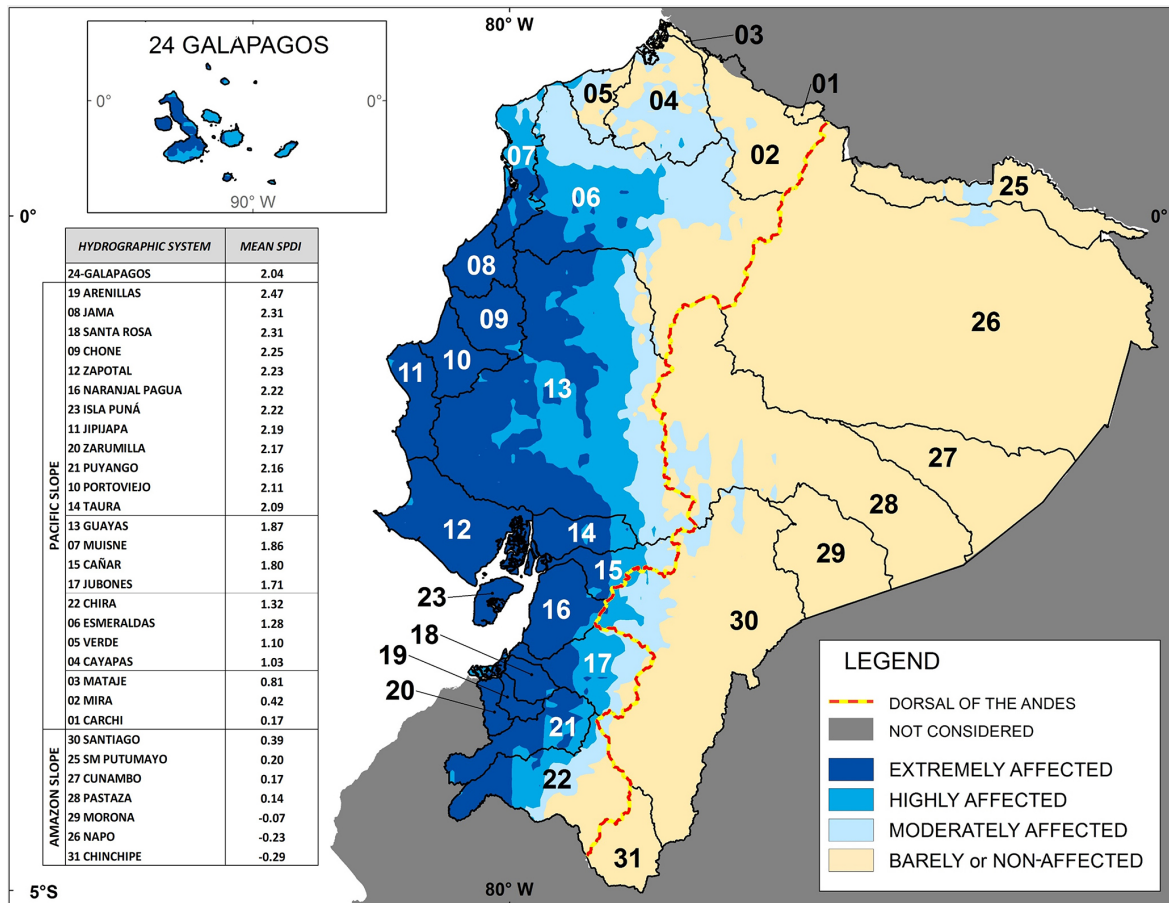 80° W
24 GALAPAGOS
0°
0°
90° W
03
01
05
04
02
07
25
06
0°
0°
HYDROGRAPHIC SYSTEM MEAN SPDI
24-GALAPAGOS 2.04
PACIFIC SLOPE
19 ARENILLAS 2.47
08 JAMA 2.31
18 SANTA ROSA 2.31
09 CHONE 2.25
12 ZAPOTAL 2.23
16 NARANJAL PAGUA 2.22
23 ISLA PUNÁ 2.22
11 JIPIJAPA 2.19
20 ZARUMILLA 2.17
21 PUYANGO 2.16
10 PORTOVIEJO 2.11
14 TAURA 2.09
13 GUAYAS 1.87
07 MUISNE 1.86
15 CAÑAR 1.80
17 JUBONES 1.71
22 CHIRA 1.32
06 ESMERALDAS 1.28
05 VERDE 1.10
04 CAYAPAS 1.03
03 MATAJE 0.81
02 MIRA 0.42
01 CARCHI 0.17
AMAZON SLOPE
30 SANTIAGO 0.39
25 SM PUTUMAYO 0.20
27 CUNAMBO 0.17
28 PASTAZA 0.14
29 MORONA -0.07
26 NAPO -0.23
31 CHINCHIPE -0.29
08
09
26
10
11
13
27
28
12
14
29
15
23
16
30
18
17
19
20
21
22
31
LEGEND
DORSAL OF THE ANDES
NOT CONSIDERED
EXTREMELY AFFECTED
HIGHLY AFFECTED
MODERATELY AFFECTED
BARELY or NON-AFFECTED
5°S
80° W